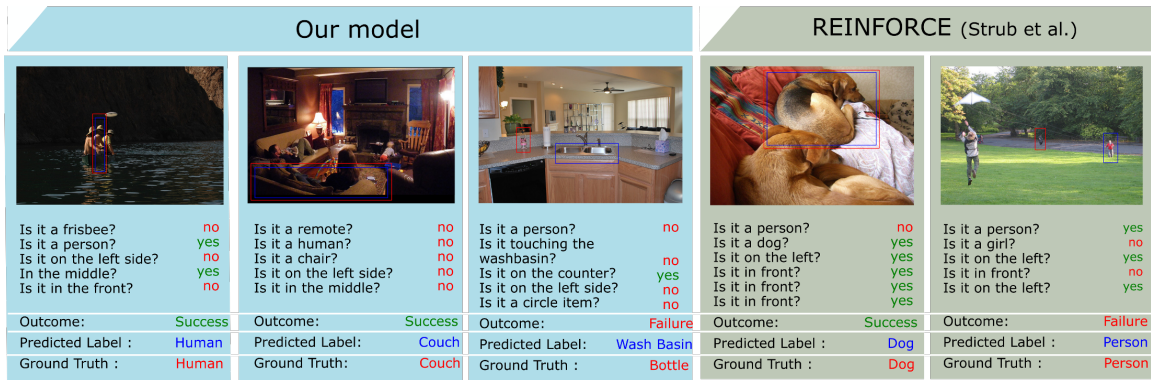 Our model
REINFORCE (Strub et al.)
Is it a frisbee? no
Is it a person? yes
Is it on the left side? no
In the middle? yes
Is it in the front? no
Outcome: Success
Predicted Label : Human
Ground Truth : Human
Is it a remote? no
Is it a human? no
Is it a chair? no
Is it on the left side? no
Is it in the middle? no
Outcome: Success
Predicted Label: Couch
Ground Truth: Couch
Is it a person? no
Is it touching the
washbasin? no
Is it on the counter? yes
Is it on the left side? no
Is it a circle item? no
Outcome: Failure
Predicted Label: Wash Basin
Ground Truth : Bottle
Is it a person? no
Is it a dog? yes
Is it on the left? yes
Is it in front? yes
Is it in front? yes
Is it in front? yes
Outcome: Success
Predicted Label : Dog
Ground Truth : Dog
Is it a person? yes
Is it a girl? no
Is it on the left? yes
Is it in front? no
Is it on the left? yes
Outcome: Failure
Predicted Label : Person
Ground Truth : Person